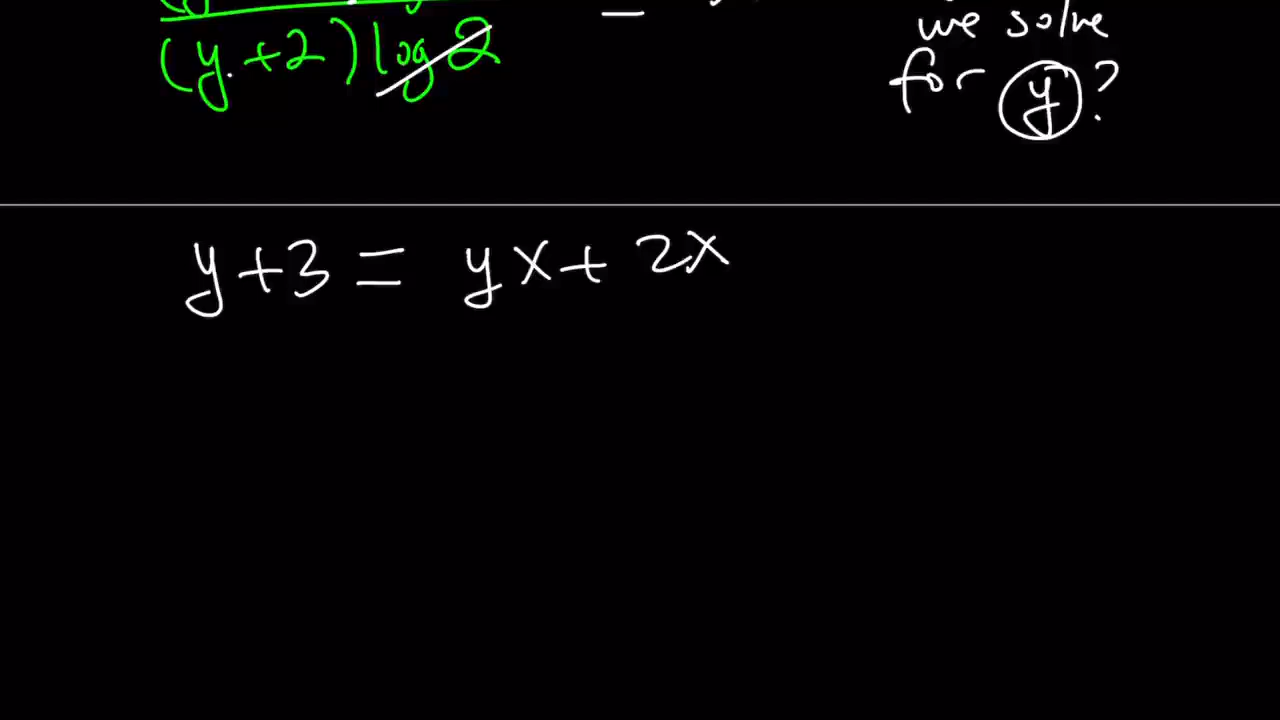 we solve
(y+2) log 2
for y?
y+3 = yx + 2x